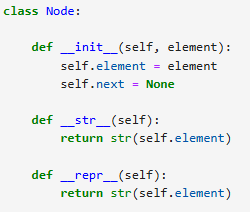 class Node:
    def __init__(self, element):
        self.element = element
        self.next = None
    def __str__(self):
        return str(self.element)
    def __repr__(self):
        return str(self.element)